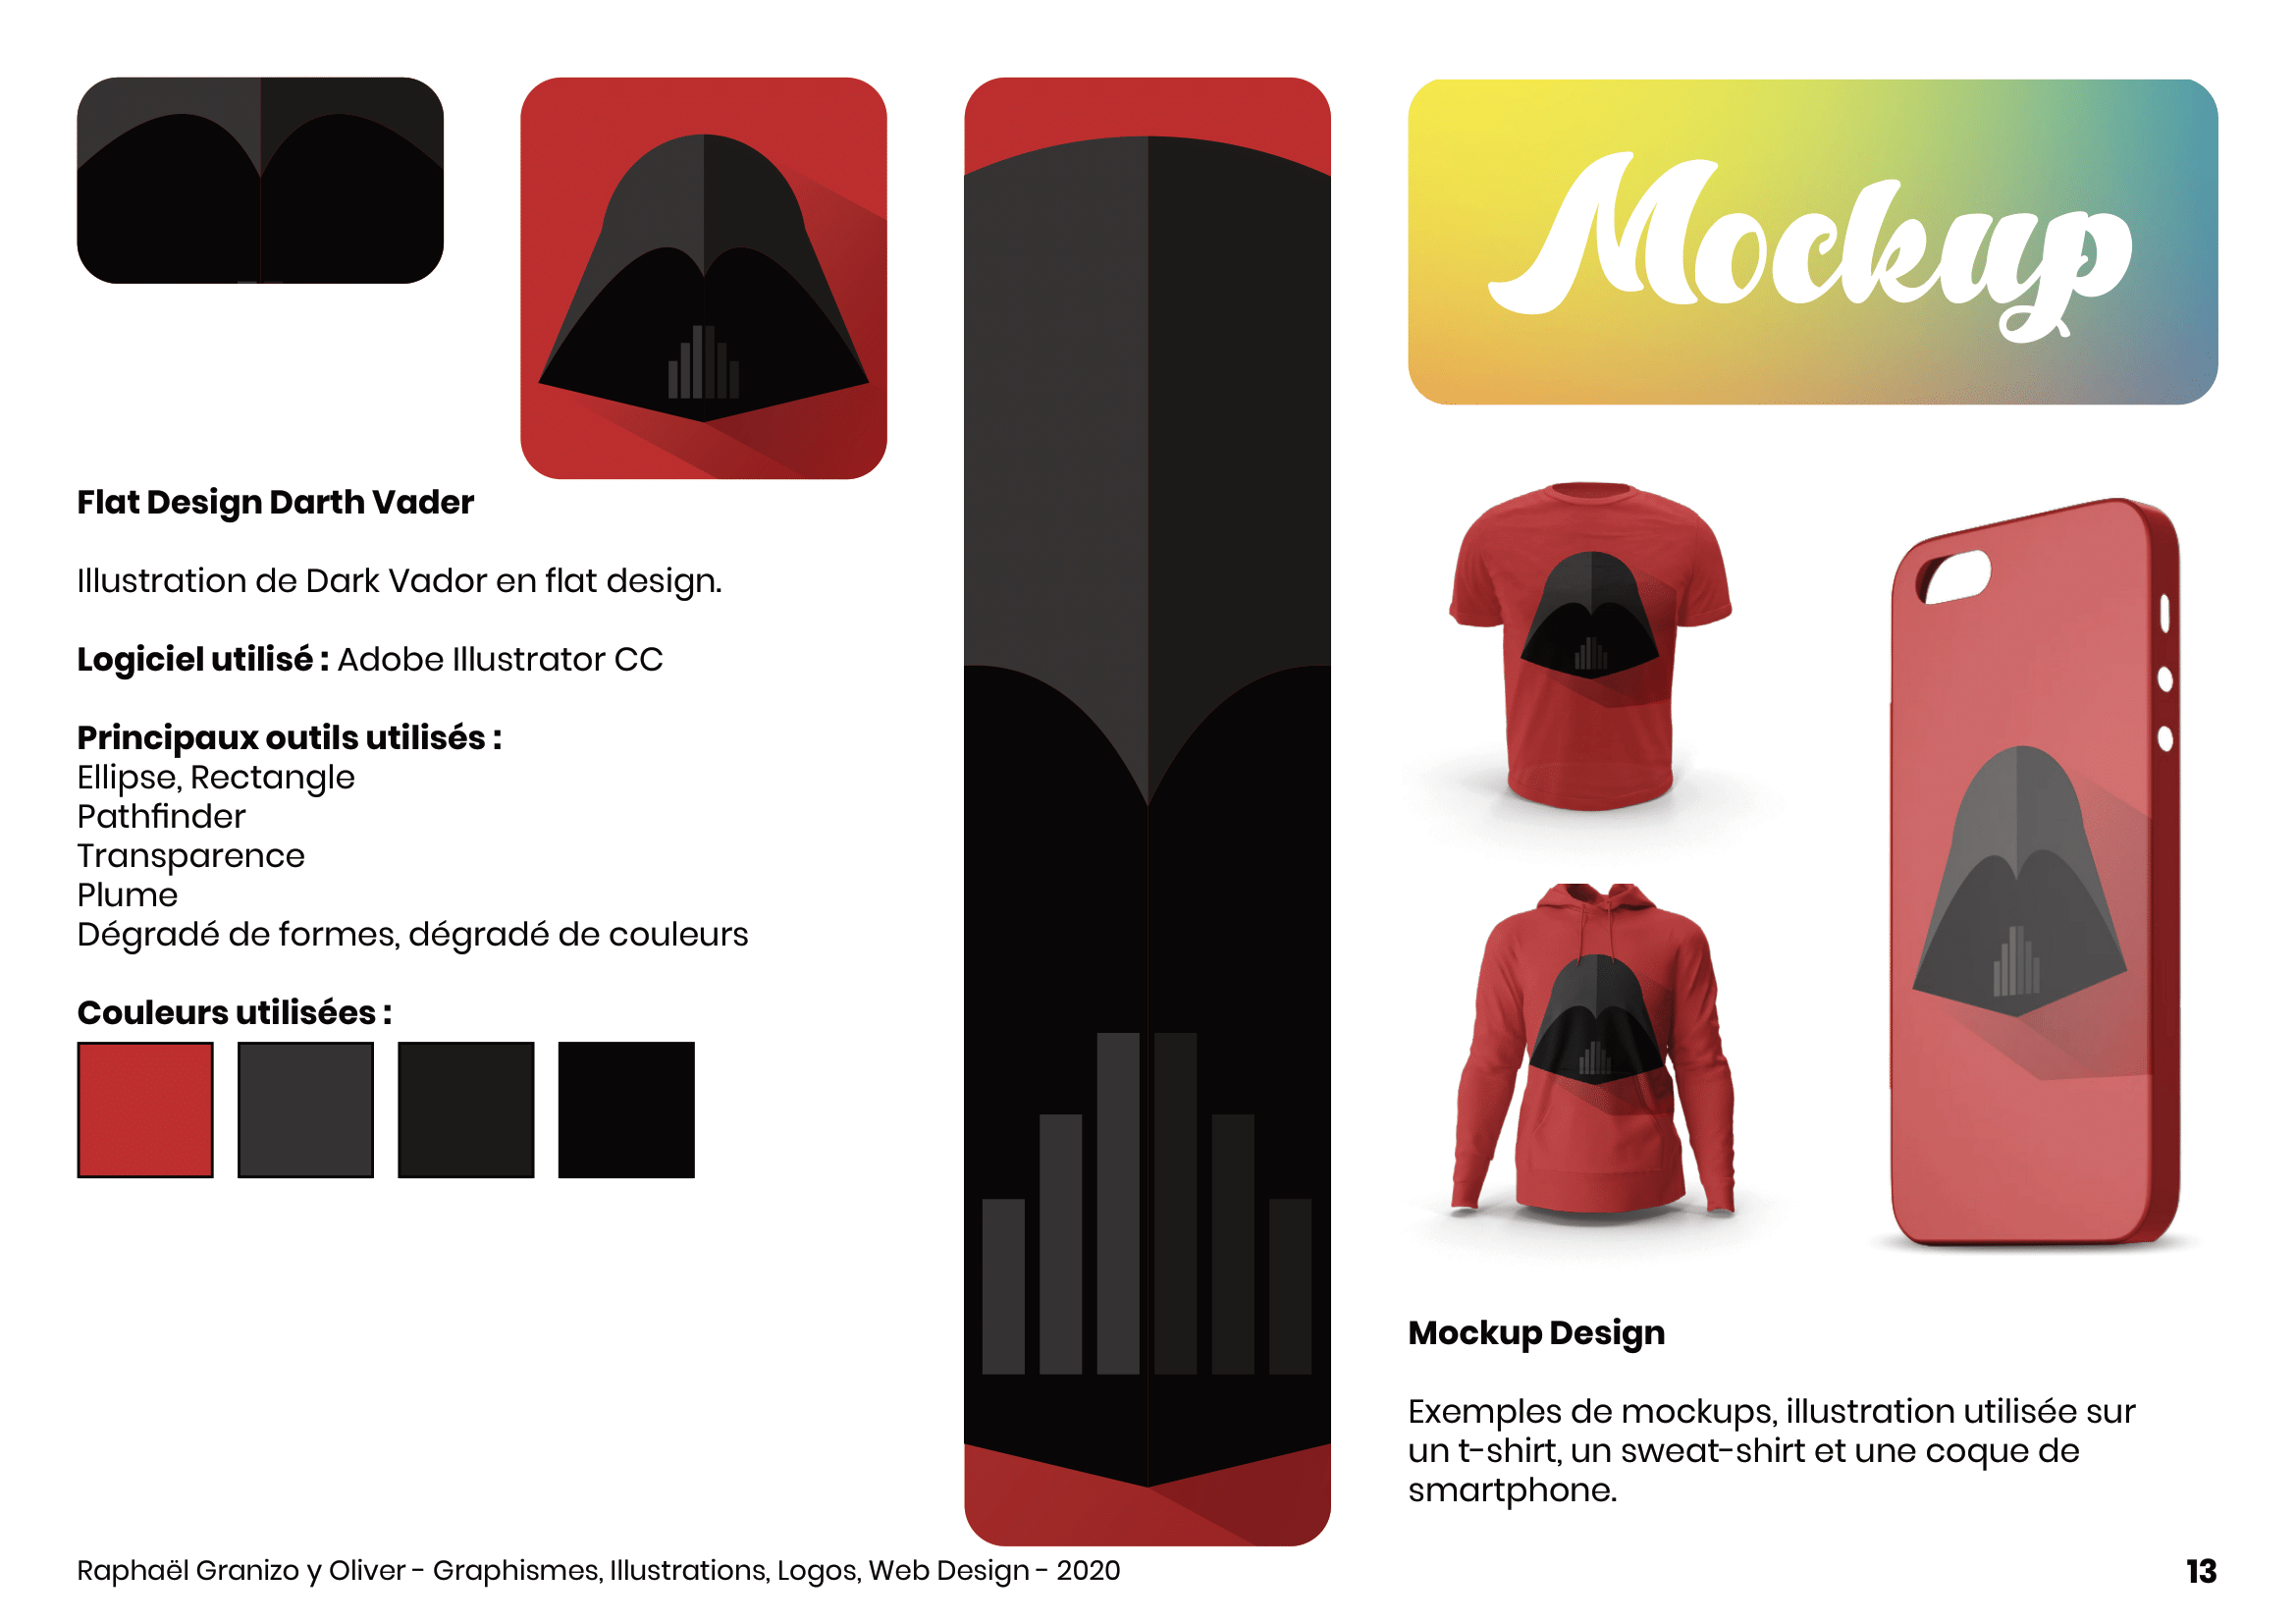 Flat Design Darth Vader
Illustration de Dark Vador en flat design.
Logiciel utilisé : Adobe Illustrator CC
Principaux outils utilisés :
Ellipse, Rectangle
Pathfinder
Transparence
Plume
Dégradé de formes, dégradé de couleurs
Couleurs utilisées :
Mockup
Mockup Design
Exemples de mockups, illustration utilisée sur
un t-shirt, un sweat-shirt et une coque de
smartphone.
Raphaël Granizo y Oliver - Graphismes, Illustrations, Logos, Web Design - 2020
13